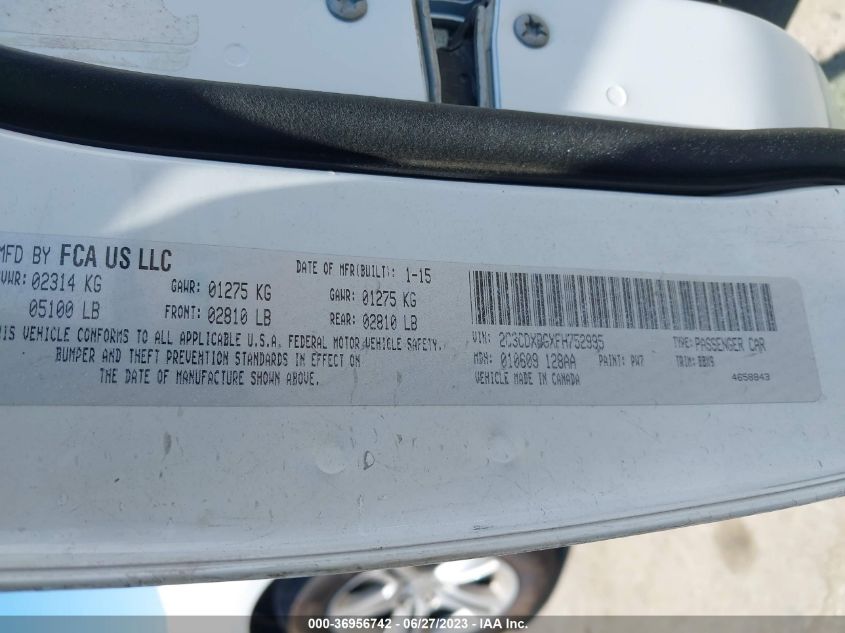 MFD BY FCA US LLC
DATE OF MFR(BUILT): 1-15
GVWR: 02314 KG GAWR: 01275 KG GAWR: 01275 KG
05100 LB FRONT: 02810 LB REAR: 02810 LB
THIS VEHICLE CONFORMS TO ALL APPLICABLE U.S.A. FEDERAL MOTOR VEHICLE SAFETY,
BUMPER AND THEFT PREVENTION STANDARDS IN EFFECT ON
THE DATE OF MANUFACTURE SHOWN ABOVE.
VIN: 2C3CDXBGXFH752995 TYPE: PASSENGER CAR
MDH: 010609 128AA PAINT: PW7 TRIM:
VEHICLE MADE IN CANADA 4658843
000-36956742 - 06/27/2023 - IAA Inc.